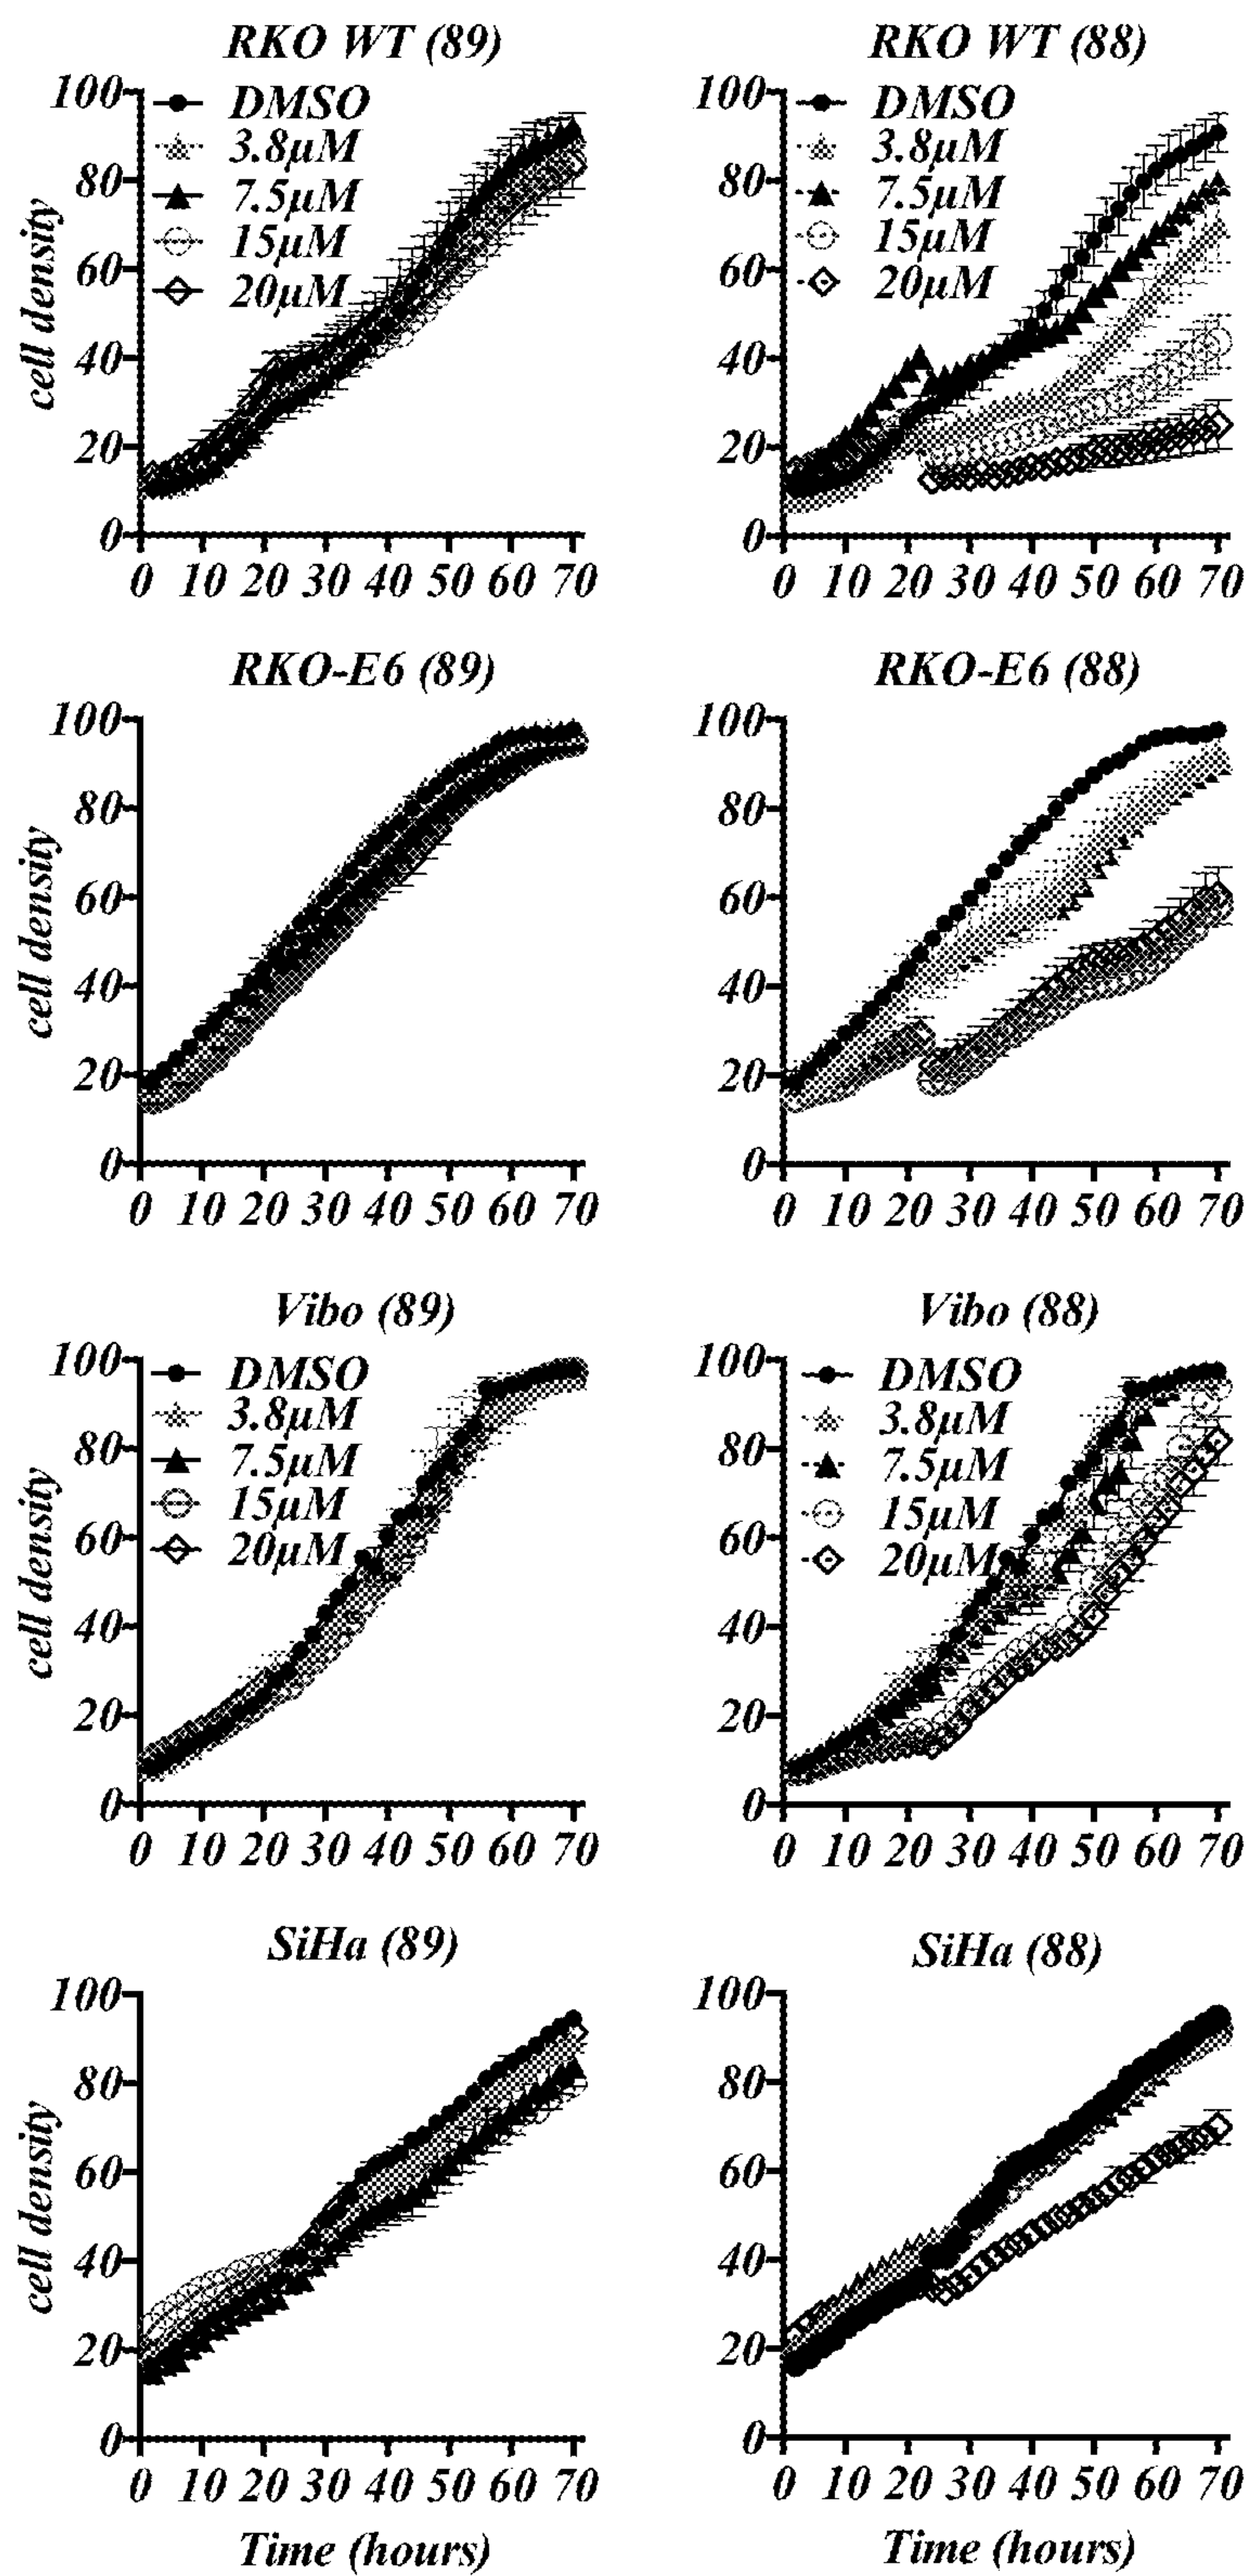 RKO WT (89)
100
80
60
40
20
0
cell density
DMSO
3.8µM
7.5µM
15µM
20µM
0 10 20 30 40 50 60 70
RKO WT (88)
100
80
60
40
20
0
DMSO
3.8µM
7.5µM
15µM
20µM
0 10 20 30 40 50 60 70
RKO-E6 (89)
100
80
60
40
20
0
cell density
0 10 20 30 40 50 60 70
RKO-E6 (88)
100
80
60
40
20
0
0 10 20 30 40 50 60 70
Vibo (89)
100
80
60
40
20
0
cell density
DMSO
3.8µM
7.5µM
15µM
20µM
0 10 20 30 40 50 60 70
Vibo (88)
100
80
60
40
20
0
DMSO
3.8µM
7.5µM
15µM
20µM
0 10 20 30 40 50 60 70
SiHa (89)
100
80
60
40
20
0
cell density
0 10 20 30 40 50 60 70
Time (hours)
SiHa (88)
100
80
60
40
20
0
0 10 20 30 40 50 60 70
Time (hours)